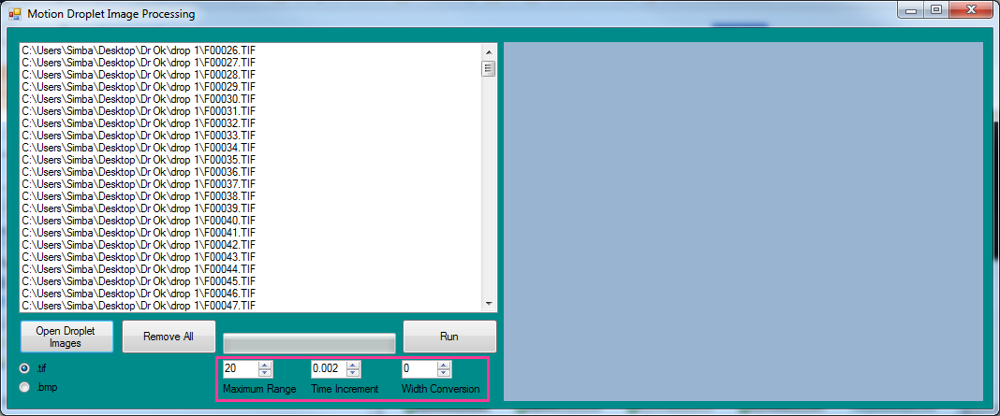 Motion Droplet Image Processing
C:\Users\Simba\Desktop\Dr Ok\drop 1\F00026.TIF
C:\Users\Simba\Desktop\Dr Ok\drop 1\F00027.TIF
C:\Users\Simba\Desktop\Dr Ok\drop 1\F00028.TIF
C:\Users\Simba\Desktop\Dr Ok\drop 1\F00029.TIF
C:\Users\Simba\Desktop\Dr Ok\drop 1\F00030.TIF
C:\Users\Simba\Desktop\Dr Ok\drop 1\F00031.TIF
C:\Users\Simba\Desktop\Dr Ok\drop 1\F00032.TIF
C:\Users\Simba\Desktop\Dr Ok\drop 1\F00033.TIF
C:\Users\Simba\Desktop\Dr Ok\drop 1\F00034.TIF
C:\Users\Simba\Desktop\Dr Ok\drop 1\F00035.TIF
C:\Users\Simba\Desktop\Dr Ok\drop 1\F00036.TIF
C:\Users\Simba\Desktop\Dr Ok\drop 1\F00037.TIF
C:\Users\Simba\Desktop\Dr Ok\drop 1\F00038.TIF
C:\Users\Simba\Desktop\Dr Ok\drop 1\F00039.TIF
C:\Users\Simba\Desktop\Dr Ok\drop 1\F00040.TIF
C:\Users\Simba\Desktop\Dr Ok\drop 1\F00041.TIF
C:\Users\Simba\Desktop\Dr Ok\drop 1\F00042.TIF
C:\Users\Simba\Desktop\Dr Ok\drop 1\F00043.TIF
C:\Users\Simba\Desktop\Dr Ok\drop 1\F00044.TIF
C:\Users\Simba\Desktop\Dr Ok\drop 1\F00045.TIF
C:\Users\Simba\Desktop\Dr Ok\drop 1\F00046.TIF
C:\Users\Simba\Desktop\Dr Ok\drop 1\F00047.TIF
Open Droplet
Images
Remove All
Run
.tif
20
0.002
0
.bmp
Maximum Range
Time Increment
Width Conversion